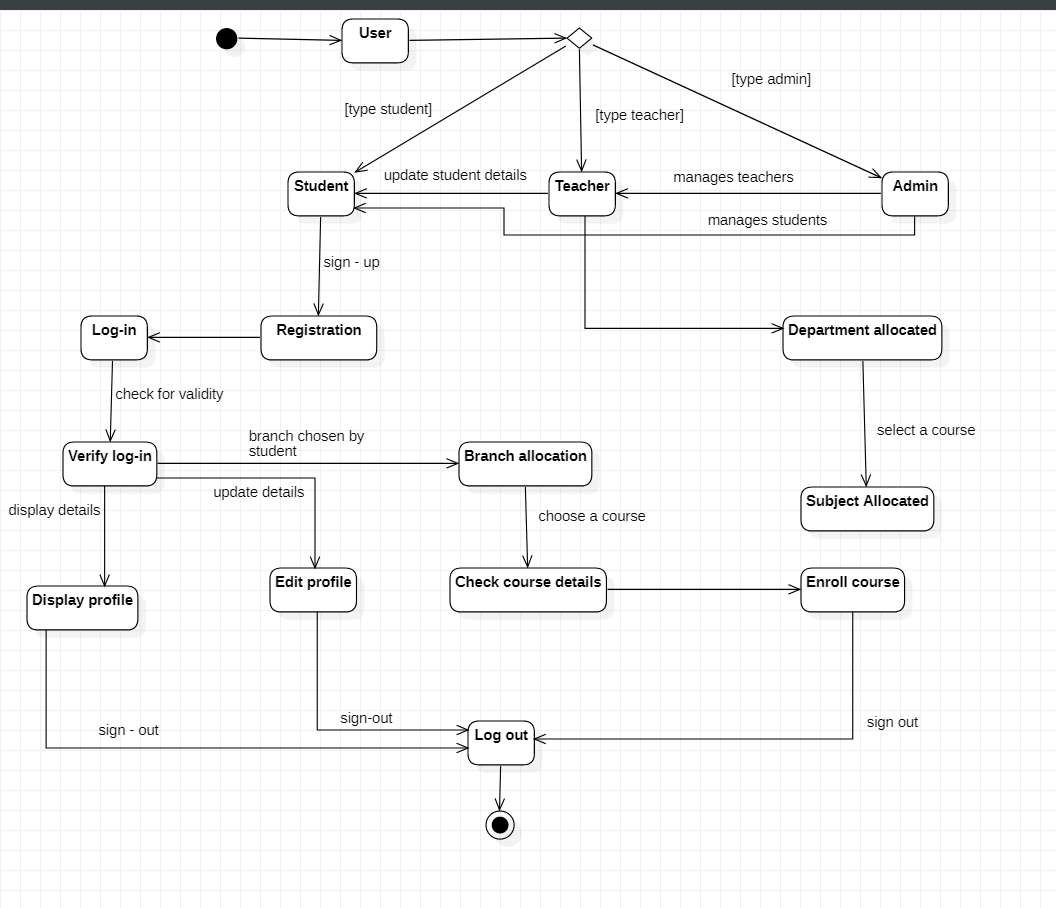 User
[type admin]
[type student]
[type teacher]
update student details
manages teachers
Student
Teacher
Admin
manages students
sign - up
Log-in
Registration
Department allocated
check for validity
branch chosen by
student
select a course
Verify log-in
Branch allocation
update details
display details
choose a course
Subject Allocated
Display profile
Edit profile
Check course details
Enroll course
sign - out
sign-out
sign out
Log out